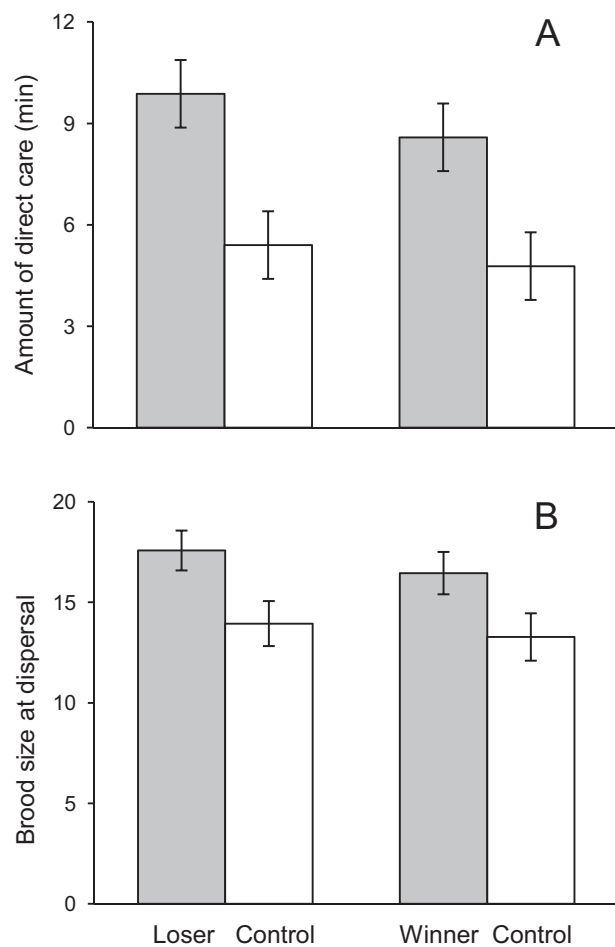 A
Amount of direct care (min)
12
9
6
3
0
B
Brood size at dispersal
20
15
10
5
0
Loser Control Winner Control